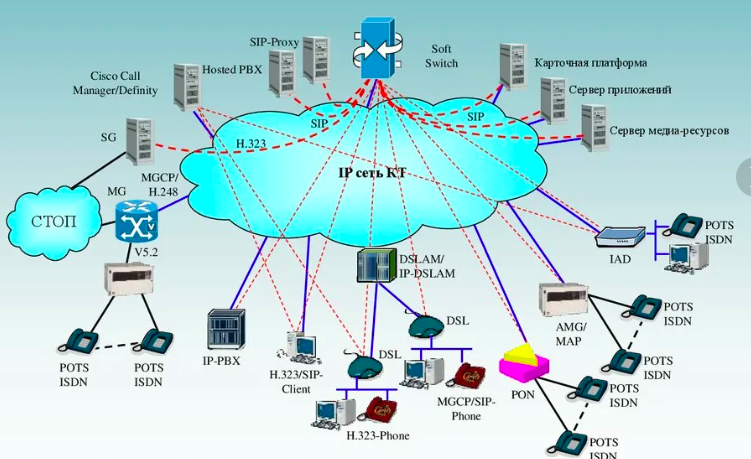 SIP-Proxy
Soft
Switch
Cisco Call
Manager/Definity
Hosted PBX
Карточная платформа
Сервер приложений
Сервер медиа-ресурсов
SIP
SIP
SG
H.323
MGCP/
H.248
MG
IP сеть КТ
СТОП
V
V5.2
POTS
ISDN
IAD
DSLAM/
IP-DSLAM
AMG/
MAP
POTS
ISDN
DSL
DSL
IP-PBX
H.323/SIP-
Client
POTS
ISDN
POTS
ISDN
POTS
ISDN
PON
POTS
ISDN
MGCP/SIP-
Phone
H.323-Phone
POTS
ISDN